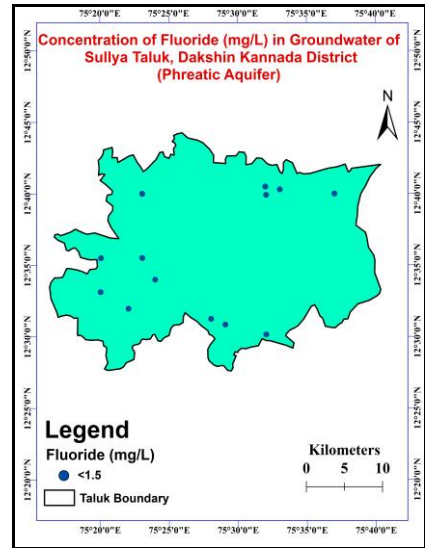 75°20'0"E 75°25'0"E 75°30'0"E 75°35'0"E 75°40'0"E
Concentration of Fluoride (mg/L) in Groundwater of
Sullya Taluk, Dakshin Kannada District
(Phreatic Aquifer)
N
12°50'0"N 12°50'0"N
12°45'0"N 12°45'0"N
12°40'0"N 12°40'0"N
12°35'0"N 12°35'0"N
12°30'0"N 12°30'0"N
12°25'0"N 12°25'0"N
12°20'0"N 12°20'0"N
Legend
Fluoride (mg/L)
<1.5
Taluk Boundary
Kilometers
0 5 10
75°20'0"E 75°25'0"E 75°30'0"E 75°35'0"E 75°40'0"E